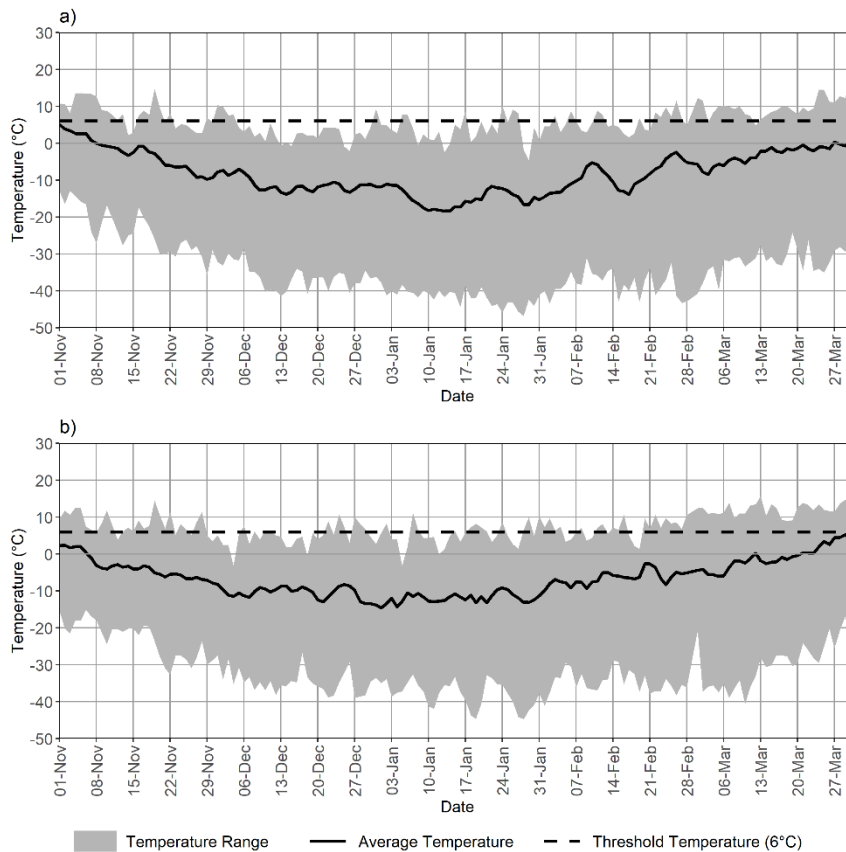 a)
30
20
10
0
-10
-20
-30
-40
-50
Temperature (°C)
01-Nov
08-Nov
15-Nov
22-Nov
29-Nov
06-Dec
13-Dec
20-Dec
27-Dec
03-Jan
10-Jan
17-Jan
24-Jan
31-Jan
07-Feb
14-Feb
21-Feb
28-Feb
06-Mar
13-Mar
20-Mar
27-Mar
Date
b)
30
20
10
0
-10
-20
-30
-40
-50
Temperature (°C)
01-Nov
08-Nov
15-Nov
22-Nov
29-Nov
06-Dec
13-Dec
20-Dec
27-Dec
03-Jan
10-Jan
17-Jan
24-Jan
31-Jan
07-Feb
14-Feb
21-Feb
28-Feb
06-Mar
13-Mar
20-Mar
27-Mar
Date
Temperature Range
Average Temperature
Threshold Temperature (6°C)